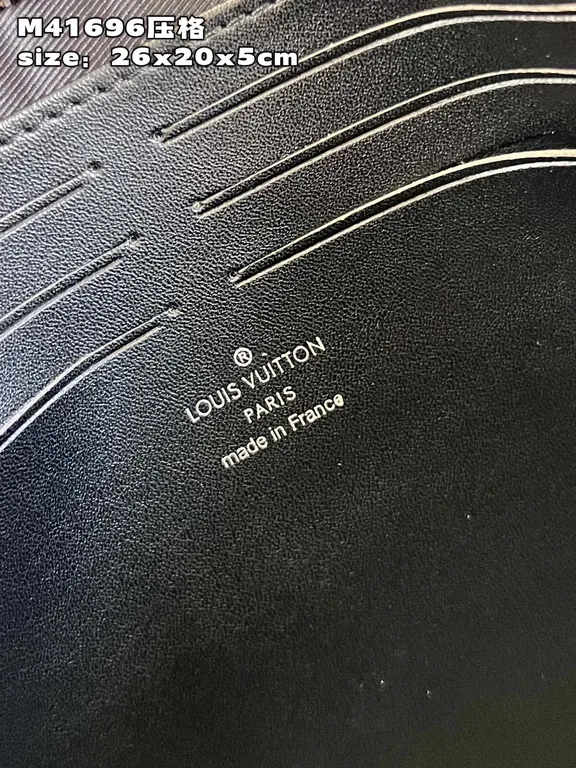 M41696压格
size：26x20x5cm
®
LOUIS VUITTON
PARIS
made in France